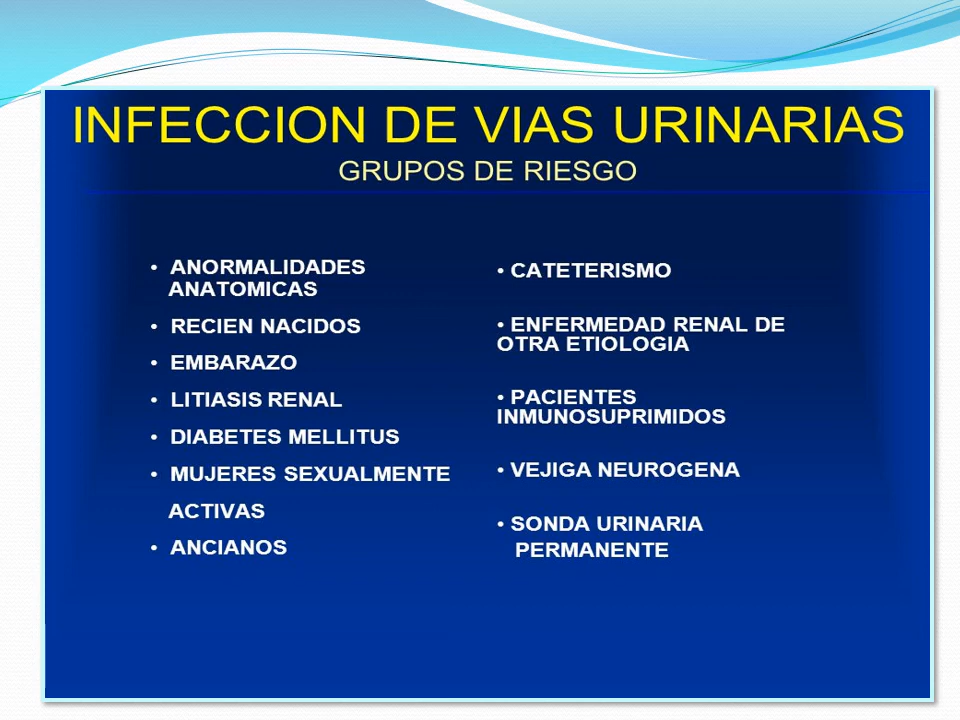 INFECCION DE VIAS URINARIAS
GRUPOS DE RIESGO
• ANORMALIDADES
ANATOMICAS
• RECIEN NACIDOS
• EMBARAZO
• LITIASIS RENAL
• DIABETES MELLITUS
• MUJERES SEXUALMENTE
ACTIVAS
• ANCIANOS
• CATETERISMO
• ENFERMEDAD RENAL DE
OTRA ETIOLOGIA
• PACIENTES
INMUNOSUPRIMIDOS
• VEJIGA NEUROGENA
• SONDA URINARIA
PERMANENTE